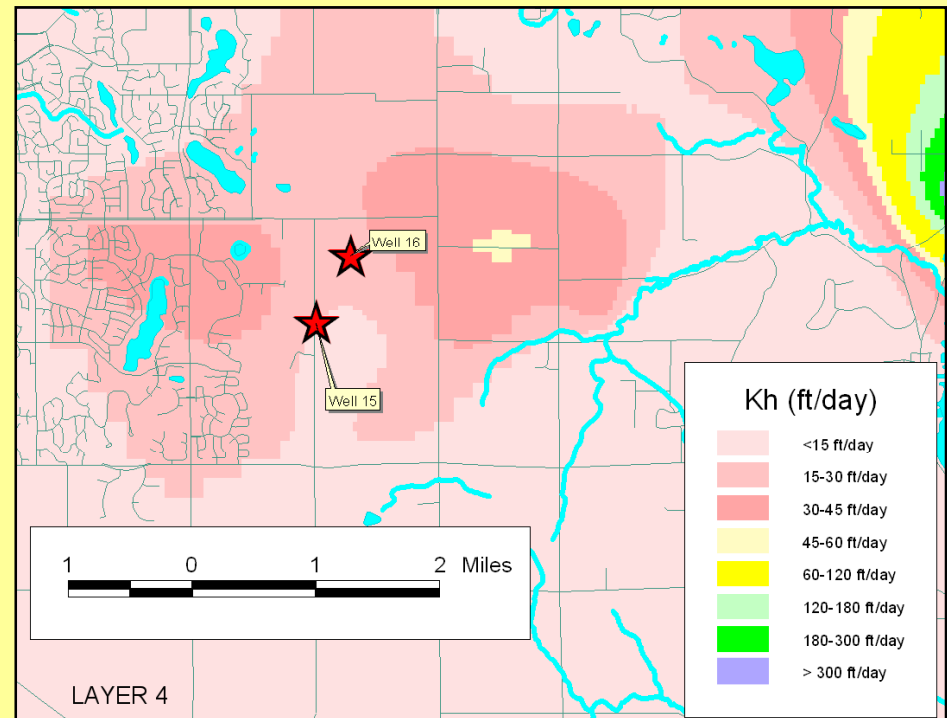 Well 16
Well 15
Kh (ft/day)
<15 ft/day
15-30 ft/day
30-45 ft/day
45-60 ft/day
60-120 ft/day
120-180 ft/day
180-300 ft/day
> 300 ft/day
1 0 1 2 Miles
LAYER 4